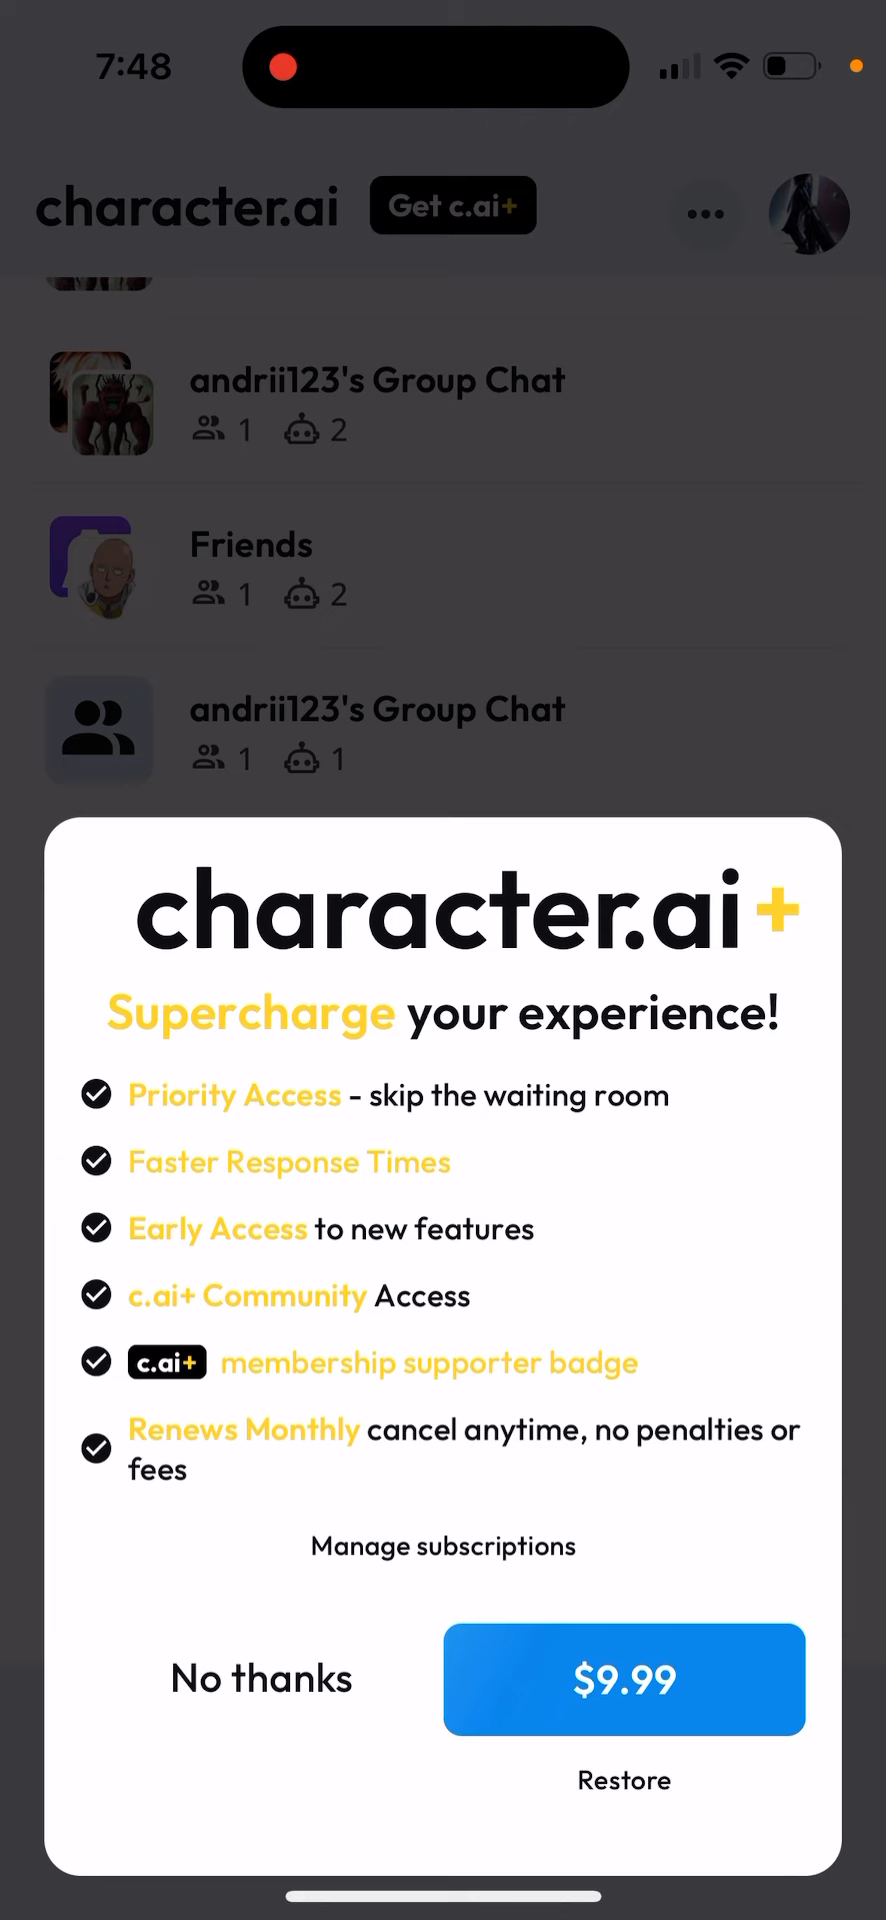 7:48
character.ai
Get c.ai+
andrii123's Group Chat
1 2
Friends
1 2
andrii123's Group Chat
1 1
character.ai+
Supercharge your experience!
Priority Access - skip the waiting room
Faster Response Times
Early Access to new features
c.ai+ Community Access
c.ai+ membership supporter badge
Renews Monthly cancel anytime, no penalties or
fees
Manage subscriptions
No thanks
$9.99
Restore